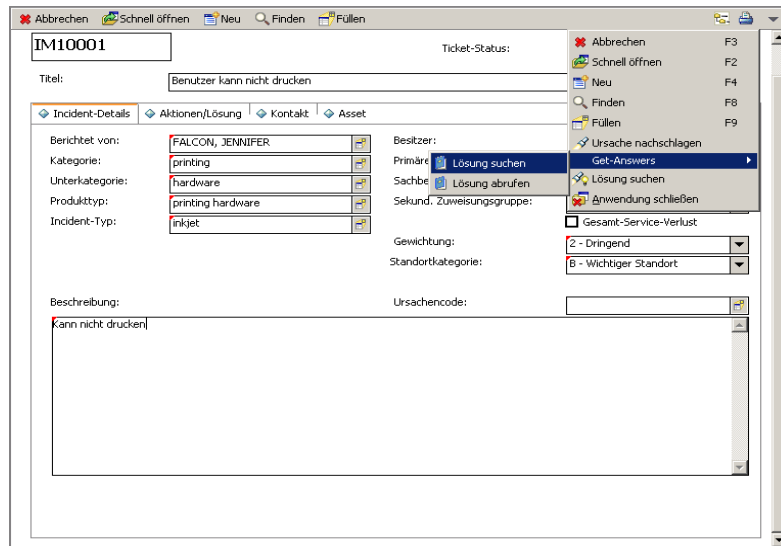 Abbrechen Schnell öffnen Neu Finden Füllen
IM10001
Ticket-Status:
Titel: Benutzer kann nicht drucken
Incident-Details Aktionen/Lösung Kontakt Asset
Berichtet von: FALCON, JENNIFER
Kategorie: printing
Unterkategorie: hardware
Produkttyp: printing hardware
Incident-Typ: inkjet
Besitzer:
Sekund. Zuweisungsgruppe:
Gesamt-Service-Verlust
Gewichtung: 2 - Dringend
Standortkategorie: B - Wichtiger Standort
Abbrechen F3
Schnell öffnen F2
Neu F4
Finden F8
Füllen F9
Ursache nachschlagen
Get-Answers
Lösung suchen
Anwendung schließen
Lösung suchen
Lösung abrufen
Beschreibung:
Ursachencode:
Kann nicht drucken